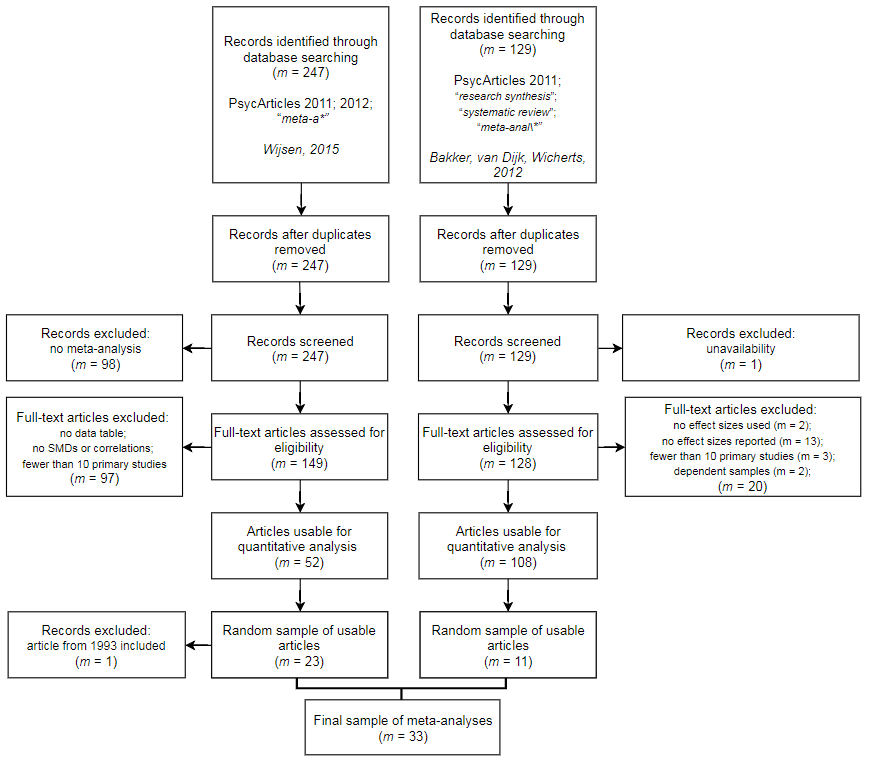 Records identified through
database searching
(m = 247)
PsycArticles 2011; 2012;
“meta-a*”
Wijsen, 2015
Records identified through
database searching
(m = 129)
PsycArticles 2011;
“research synthesis”;
“systematic review”;
“meta-anal\*”
Bakker, van Dijk, Wicherts,
2012
Records after duplicates
removed
(m = 247)
Records after duplicates
removed
(m = 129)
Records excluded:
no meta-analysis
(m = 98)
Records screened
(m = 247)
Records screened
(m = 129)
Records excluded:
unavailability
(m = 1)
Full-text articles excluded:
no data table;
no SMDs or correlations;
fewer than 10 primary studies
(m = 97)
Full-text articles assessed for
eligibility
(m = 149)
Full-text articles assessed for
eligibility
(m = 128)
Full-text articles excluded:
no effect sizes used (m = 2);
no effect sizes reported (m = 13);
fewer than 10 primary studies (m = 3);
dependent samples (m = 2);
(m = 20)
Articles usable for
quantitative analysis
(m = 52)
Articles usable for
quantitative analysis
(m = 108)
Records excluded:
article from 1993 included
(m = 1)
Random sample of usable
articles
(m = 23)
Random sample of usable
articles
(m = 11)
Final sample of meta-analyses
(m = 33)